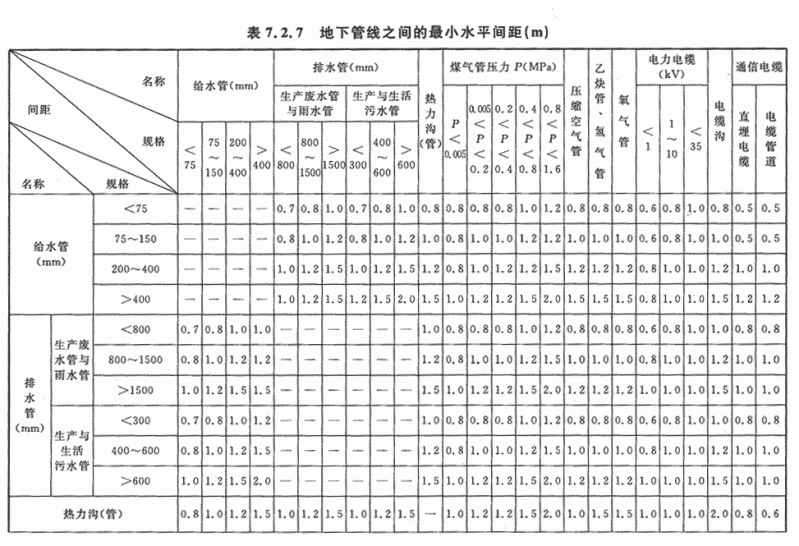 表 7.2.7 地下管线之间的最小水平间距(m)
名称 间距 规格 名称 规格
给水管(mm) <75 75~150 200~400 >400
排水管(mm)
生产废水管与雨水管 <800 800~1500 >1500
生产与生活污水管 <300 400~600 >600
热力沟(管)
煤气管压力 P(MPa) P<0.005 0.005<P<0.2 0.2<P<0.4 0.4<P<0.8 0.8<P<1.6
压缩空气管
乙炔管、氢气管
氧气管
电力电缆(kV) <1 1~10 <35
电缆沟
通信电缆 直埋电缆 电缆管道
给水管(mm)
<75 — — — — 0.7 0.8 1.0 0.7 0.8 1.0 0.8 0.8 0.8 0.8 1.0 1.2 0.8 0.8 0.8 0.6 0.8 1.0 0.8 0.5 0.5
75~150 — — — — 0.8 1.0 1.2 0.8 1.0 1.2 1.0 0.8 1.0 1.0 1.2 1.2 1.0 1.0 1.0 0.6 0.8 1.0 1.0 0.5 0.5
200~400 — — — — 1.0 1.2 1.5 1.0 1.2 1.5 1.2 0.8 1.0 1.2 1.2 1.5 1.2 1.2 1.2 0.8 1.0 1.0 1.2 1.0 1.0
>400 — — — — 1.0 1.2 1.5 1.2 1.5 2.0 1.5 1.0 1.2 1.2 1.5 2.0 1.5 1.5 1.5 0.8 1.0 1.0 1.5 1.2 1.2
排水管(mm)
生产废水管与雨水管
<800 0.7 0.8 1.0 1.0 — — — — — — 1.0 0.8 0.8 0.8 1.0 1.2 0.8 0.8 0.8 0.6 0.8 1.0 1.0 0.8 0.8
800~1500 0.8 1.0 1.2 1.2 — — — — — — 1.2 0.8 1.0 1.0 1.2 1.5 1.0 1.0 1.0 0.8 1.0 1.0 1.2 1.0 1.0
>1500 1.0 1.2 1.5 1.5 — — — — — — 1.5 1.0 1.2 1.2 1.5 2.0 1.2 1.2 1.2 1.0 1.0 1.0 1.5 1.0 1.0
生产与生活污水管
<300 0.7 0.8 1.0 1.2 — — — — — — 1.0 0.8 0.8 0.8 1.0 1.2 0.8 0.8 0.8 0.6 0.8 1.0 1.0 0.8 0.8
400~600 0.8 1.0 1.2 1.5 — — — — — — 1.2 0.8 1.0 1.0 1.2 1.5 1.0 1.0 1.0 0.8 1.0 1.0 1.2 1.0 1.0
>600 1.0 1.2 1.5 2.0 — — — — — — 1.5 1.0 1.2 1.2 1.5 2.0 1.2 1.2 1.2 1.0 1.0 1.0 1.5 1.0 1.0
热力沟(管) 0.8 1.0 1.2 1.5 1.0 1.2 1.5 1.0 1.2 1.5 — 1.0 1.2 1.2 1.5 2.0 1.0 1.5 1.5 1.0 1.0 1.0 2.0 0.8 0.6